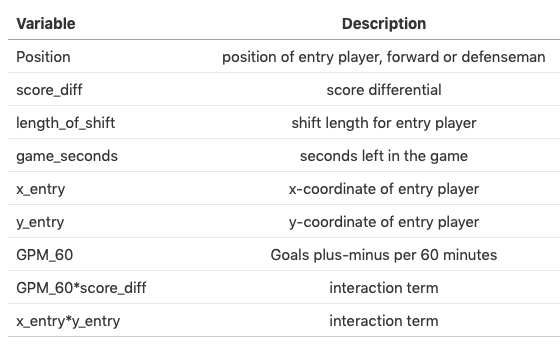 Variable Description
Position position of entry player, forward or defenseman
score_diff score differential
length_of_shift shift length for entry player
game_seconds seconds left in the game
x_entry x-coordinate of entry player
y_entry y-coordinate of entry player
GPM_60 Goals plus-minus per 60 minutes
GPM_60*score_diff interaction term
x_entry*y_entry interaction term